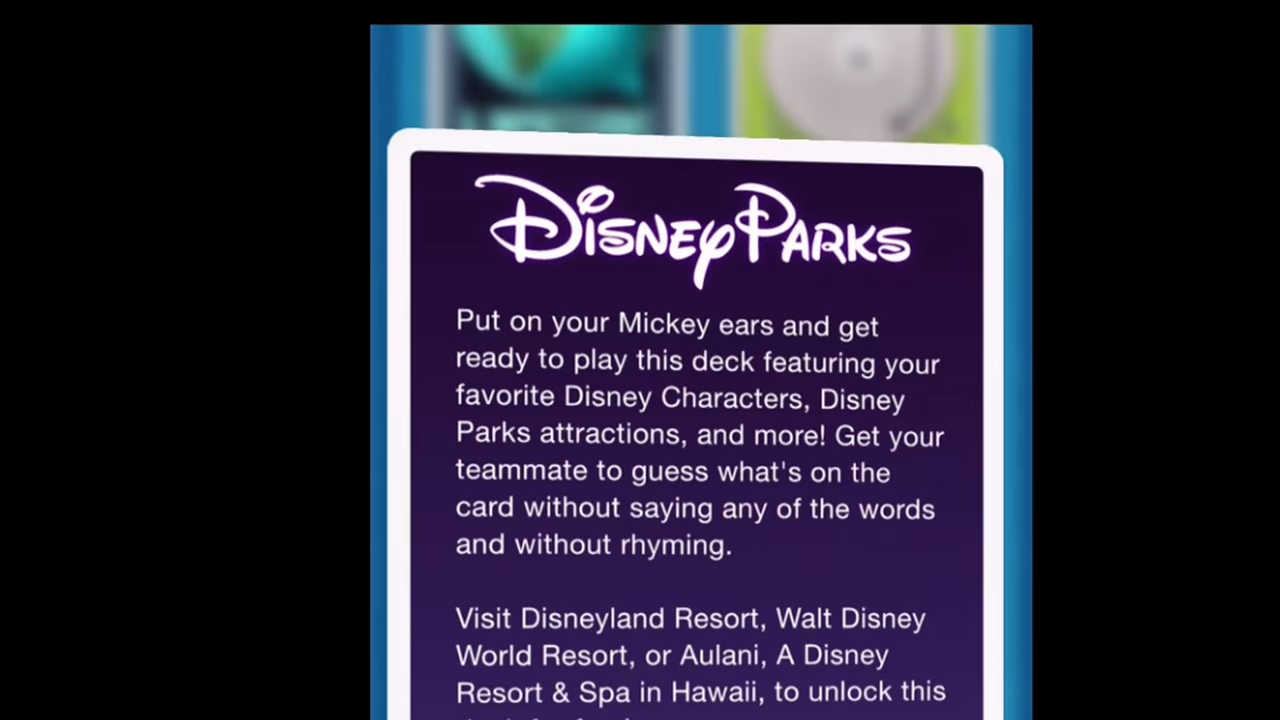 Disney Parks
Put on your Mickey ears and get
ready to play this deck featuring your
favorite Disney Characters, Disney
Parks attractions, and more! Get your
teammate to guess what's on the
card without saying any of the words
and without rhyming.
Visit Disneyland Resort, Walt Disney
World Resort, or Aulani, A Disney
Resort & Spa in Hawaii, to unlock this